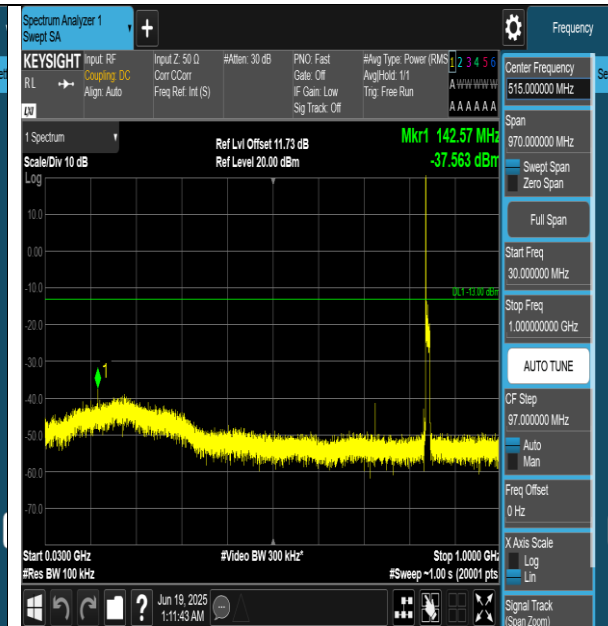 Spectrum Analyzer 1
Swept SA
Frequency
KEYSIGHT
RL
LXI
Input: RF
Coupling: DC
Align: Auto
Input Z: 50 Ω
Corr CCorr
Freq Ref: Int (S)
#Atten: 30 dB
PNO: Fast
Gate: Off
IF Gain: Low
Sig Track: Off
#Avg Type: Power (RMS
Avg|Hold: 1/1
Trig: Free Run
1 2 3 4 5 6
A W W W W W
A A A A A A
1 Spectrum
Scale/Div 10 dB
Log
Ref Lvl Offset 11.73 dB
Ref Level 20.00 dBm
Mkr1 142.57 MHz
-37.563 dBm
10.0
0.00
-10.0
DL1 -13.00 dBm
-20.0
-30.0
1
-40.0
-50.0
-60.0
-70.0
Start 0.0300 GHz
#Video BW 300 kHz*
Stop 1.0000 GHz
#Res BW 100 kHz
#Sweep ~1.00 s (20001 pts
?
Jun 19, 2025
1:11:43 AM
Center Frequency
515.000000 MHz
Span
970.000000 MHz
Swept Span
Zero Span
Full Span
Start Freq
30.000000 MHz
Stop Freq
1.000000000 GHz
AUTO TUNE
CF Step
97.000000 MHz
Auto
Man
Freq Offset
0 Hz
X Axis Scale
Log
Lin
Signal Track
(Span Zoom)